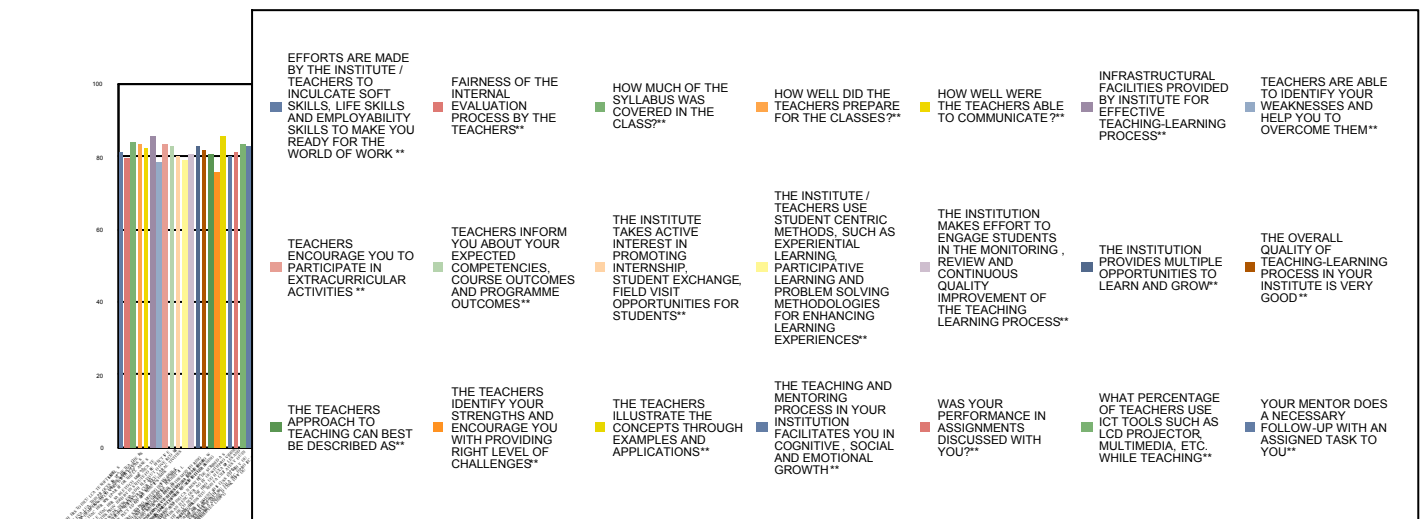 100
80
60
40
20
0
EFFORTS ARE MADE
BY THE INSTITUTE /
TEACHERS TO
INCULCATE SOFT
SKILLS, LIFE SKILLS
AND EMPLOYABILITY
SKILLS TO MAKE YOU
READY FOR THE
WORLD OF WORK **
FAIRNESS OF THE
INTERNAL
EVALUATION
PROCESS BY THE
TEACHERS**
HOW MUCH OF THE
SYLLABUS WAS
COVERED IN THE
CLASS?**
HOW WELL DID THE
TEACHERS PREPARE
FOR THE CLASSES?**
HOW WELL WERE
THE TEACHERS ABLE
TO COMMUNICATE?**
INFRASTRUCTURAL
FACILITIES PROVIDED
BY INSTITUTE FOR
EFFECTIVE
TEACHING-LEARNING
PROCESS**
TEACHERS ARE ABLE
TO IDENTIFY YOUR
WEAKNESSES AND
HELP YOU TO
OVERCOME THEM**
TEACHERS
ENCOURAGE YOU TO
PARTICIPATE IN
EXTRACURRICULAR
ACTIVITIES **
TEACHERS INFORM
YOU ABOUT YOUR
EXPECTED
COMPETENCIES,
COURSE OUTCOMES
AND PROGRAMME
OUTCOMES**
THE INSTITUTE
TAKES ACTIVE
INTEREST IN
PROMOTING
INTERNSHIP,
STUDENT EXCHANGE,
FIELD VISIT
OPPORTUNITIES FOR
STUDENTS**
THE INSTITUTE /
TEACHERS USE
STUDENT CENTRIC
METHODS, SUCH AS
EXPERIENTIAL
LEARNING,
PARTICIPATIVE
LEARNING AND
PROBLEM SOLVING
METHODOLOGIES
FOR ENHANCING
LEARNING
EXPERIENCES**
THE INSTITUTION
MAKES EFFORT TO
ENGAGE STUDENTS
IN THE MONITORING ,
REVIEW AND
CONTINUOUS
QUALITY
IMPROVEMENT OF
THE TEACHING
LEARNING PROCESS**
THE INSTITUTION
PROVIDES MULTIPLE
OPPORTUNITIES TO
LEARN AND GROW**
THE OVERALL
QUALITY OF
TEACHING-LEARNING
PROCESS IN YOUR
INSTITUTE IS VERY
GOOD**
THE TEACHERS
APPROACH TO
TEACHING CAN BEST
BE DESCRIBED AS**
THE TEACHERS
IDENTIFY YOUR
STRENGTHS AND
ENCOURAGE YOU
WITH PROVIDING
RIGHT LEVEL OF
CHALLENGES**
THE TEACHERS
ILLUSTRATE THE
CONCEPTS THROUGH
EXAMPLES AND
APPLICATIONS**
THE TEACHING AND
MENTORING
PROCESS IN YOUR
INSTITUTION
FACILITATES YOU IN
COGNITIVE , SOCIAL
AND EMOTIONAL
GROWTH**
WAS YOUR
PERFORMANCE IN
ASSIGNMENTS
DISCUSSED WITH
YOU?**
WHAT PERCENTAGE
OF TEACHERS USE
ICT TOOLS SUCH AS
LCD PROJECTOR,
MULTIMEDIA, ETC.
WHILE TEACHING**
YOUR MENTOR DOES
A NECESSARY
FOLLOW-UP WITH AN
ASSIGNED TASK TO
YOU**